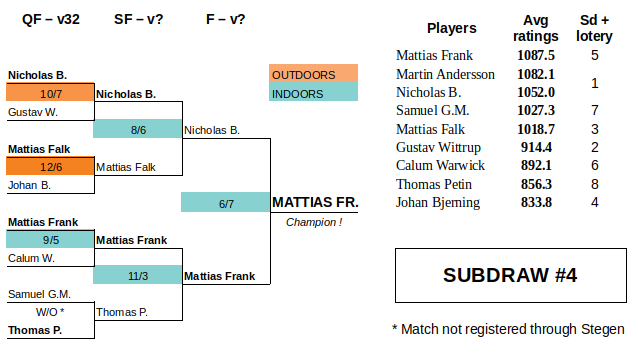 QF – v32 SF – v? F – v?
Nicholas B.
10/7
Gustav W.
Nicholas B.
8/6
Mattias Falk
12/6
Johan B.
Mattias Falk
Nicholas B.
Mattias Frank
9/5
Calum W.
Mattias Frank
11/3
Samuel G.M.
W/O *
Thomas P.
Thomas P.
Mattias Frank
6/7
MATTIAS FR.
Champion !
OUTDOORS
INDOORS
Players Avg ratings Sd + lotery
Mattias Frank 1087.5 5
Martin Andersson 1082.1
1
Nicholas B. 1052.0
Samuel G.M. 1027.3 7
Mattias Falk 1018.7 3
Gustav Wittrup 914.4 2
Calum Warwick 892.1 6
Thomas Petin 856.3 8
Johan Bjerning 833.8 4
SUBDRAW #4
* Match not registered through Stegen